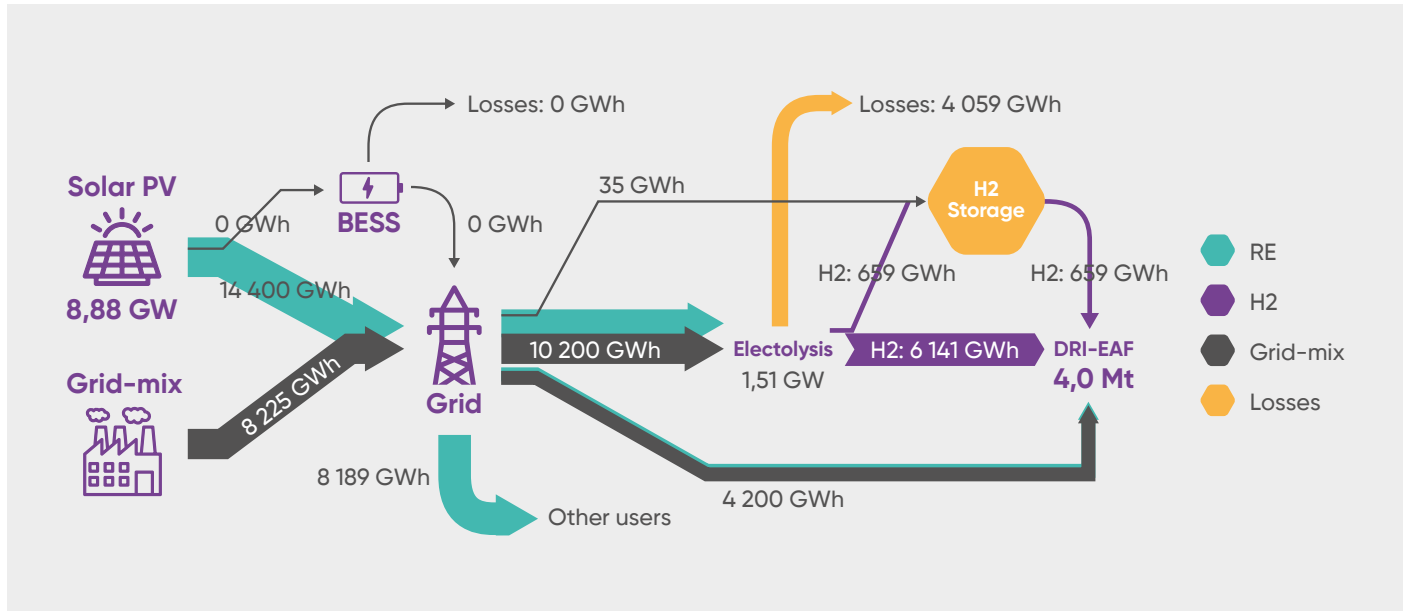 Losses: 0 GWh
Losses: 4 059 GWh
Solar PV
0 GWh
8,88 GW
BESS
0 GWh
14 400 GWh
35 GWh
H2
Storage
H2: 659 GWh
H2: 659 GWh
RE
H2
Grid-mix
Losses
Grid-mix
8 225 GWh
Grid
10 200 GWh
Electolysis
1,51 GW
H2: 6 141 GWh
DRI-EAF
4,0 Mt
8 189 GWh
Other users
4 200 GWh